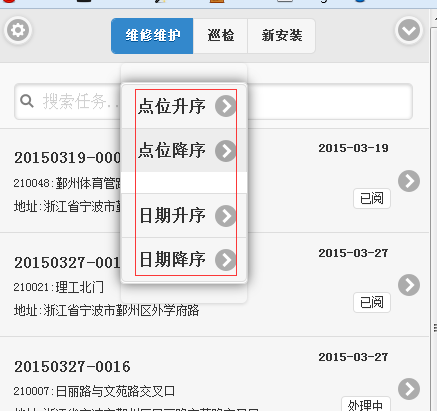 维修维护 巡检 新安装
搜索任务..
点位升序
点位降序
日期升序
日期降序
20150319-000
2015-03-19
210048:鄞州体育管
已阅
地址:浙江省宁波市鄞
20150327-001
2015-03-27
210021:理工北门
已阅
地址:浙江省宁波市鄞州区外学府路
20150327-0016
2015-03-27
210007:日丽路与文苑路交叉口
处理中